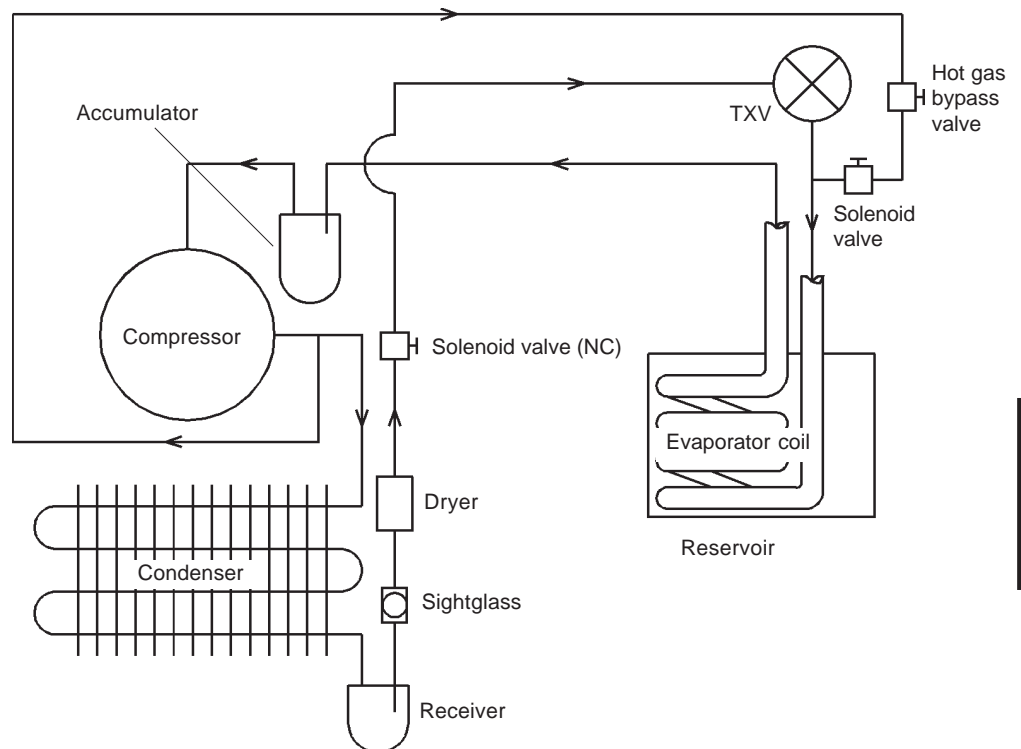 Hot gas
bypass
valve
TXV
Accumulator
Solenoid
valve
Compressor
Solenoid valve (NC)
Evaporator coil
Dryer
Reservoir
Condenser
Sightglass
Receiver